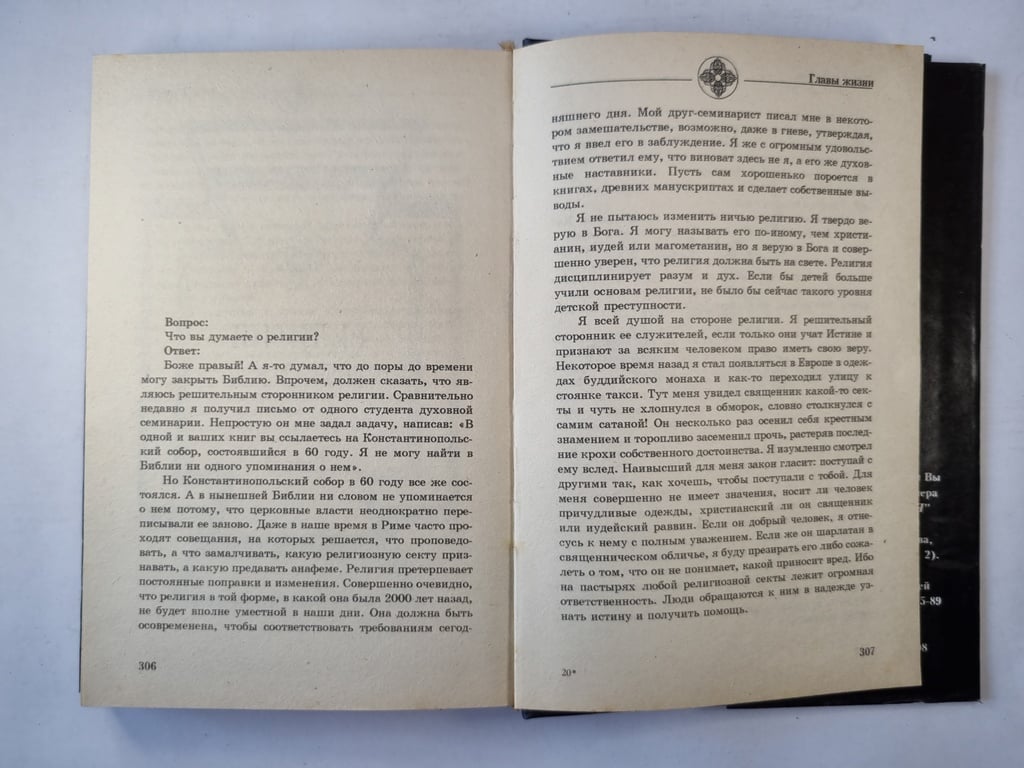 Вопрос:
Что вы думаете о религии?
Ответ:
Боже правый! А я-то думал, что до поры до времени
могу закрыть Библию. Впрочем, должен сказать, что яв-
ляюсь решительным сторонником религии. Сравнительно
недавно я получил письмо от одного студента духовной
семинарии. Непростую он мне задал задачу, написав: «В
одной и ваших книг вы ссылаетесь на Константинополь-
ский собор, состоявшийся в 60 году. Я не могу найти в
Библии ни одного упоминания о нем».
Но Константинопольский собор в 60 году все же сос-
тоялся. А в нынешней Библии ни словом не упоминается
о нем потому, что церковные власти неоднократно пере-
писывали ее заново. Даже в наше время в Риме часто про-
ходят совещания, на которых решается, что проповедо-
вать, а что замалчивать, какую религиозную секту приз-
навать, а какую предавать анафеме. Религия претерпевает
постоянные поправки и изменения. Совершенно очевидно,
что религия в той форме, в какой она была 2000 лет назад,
не будет вполне уместной в наши дни. Она должна быть
осовременена, чтобы соответствовать требованиям сегод-
306
Главы жизни
няшнего дня. Мой друг-семинарист писал мне в некото-
ром замешательстве, возможно, даже в гневе, утверждая,
что я ввел его в заблуждение. Я же с огромным удоволь-
ствием ответил ему, что виноват здесь не я, а его же духов-
ные наставники. Пусть сам хорошенько пороется в
книгах, древних манускриптах и сделает собственные вы-
воды.
Я не пытаюсь изменить ничью религию. Я твердо ве-
рую в Бога. Я могу называть его по-иному, чем христи-
анин, иудей или магометанин, но я верую в Бога и совер-
шенно уверен, что религия должна быть на свете. Религия
дисциплинирует разум и дух. Если бы детей больше
учили основам религии, не было бы сейчас такого уровня
детской преступности.
Я всей душой на стороне религии. Я решительный
сторонник ее служителей, если только они учат Истине и
признают за всяким человеком право иметь свою веру.
Некоторое время назад я стал появляться в Европе в одеж-
дах буддийского монаха и как-то переходил улицу к
стоянке такси. Тут меня увидел священник какой-то сек-
ты и чуть не хлопнулся в обморок, словно столкнулся с
самим сатаной! Он несколько раз осенил себя крестным
знамением и торопливо засеменил прочь, растеряв послед-
ние крохи собственного достоинства. Я изумленно смотрел
ему вслед. Наивысший для меня закон гласит: поступай с
другими так, как хочешь, чтобы поступали с тобой. Для
меня совершенно не имеет значения, носит ли человек
причудливые одежды, христианский ли он священник
или иудейский раввин. Если он добрый человек, я отне-
сусь к нему с полным уважением. Если же он шарлатан в
священническом обличье, я буду презирать его либо сожа-
леть о том, что он не понимает, какой приносит вред. Ибо
на пастырях любой религиозной секты лежит огромная
ответственность. Люди обращаются к ним в надежде уз-
нать истину и получить помощь.
307
20*
Вы
2).
5-89